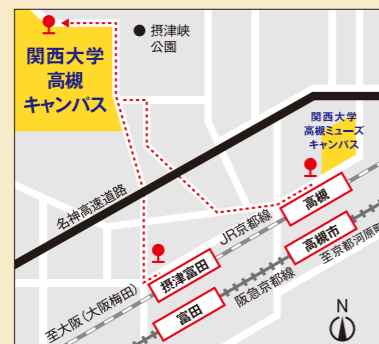 摂津峡
公園
関西大学
高槻
キャンパス
関西大学
高槻ミューズ
キャンパス
名神高速道路
高槻
JR京都線
高槻市
摂津富田
至京都河原町
阪急京都線
富田
至大阪(大阪梅田)
N